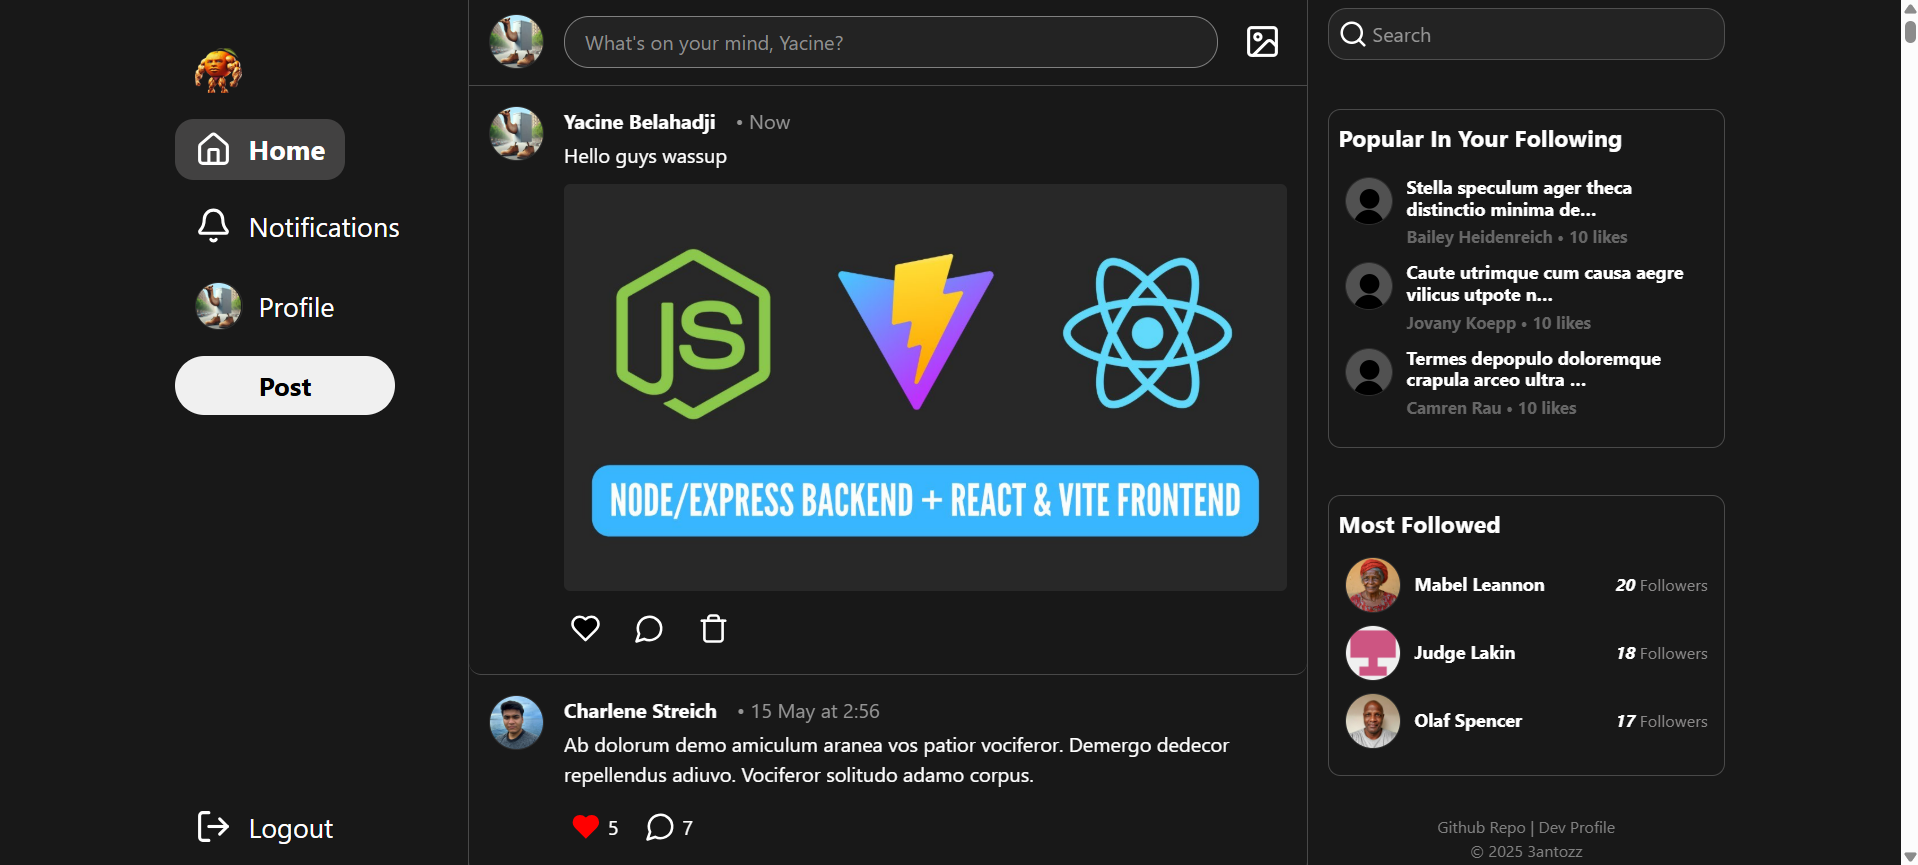 Home
Notifications
Profile
Post
Logout
What's on your mind, Yacine?
Yacine Belahadji • Now
Hello guys wassup
JS
NODE/EXPRESS BACKEND + REACT & VITE FRONTEND
Charlene Streich • 15 May at 2:56
Ab dolorum demo amiculum aranea vos patior vociferor. Demergo dedecor
repellendus adiuvo. Vociferor solitudo adamo corpus.
5 7
Search
Popular In Your Following
Stella speculum ager theca
distinctio minima de...
Bailey Heidenreich • 10 likes
Caute utrimque cum causa aegre
vilicus utpote n...
Jovany Koepp • 10 likes
Termes depopulo doloremque
crapula arceo ultra ...
Camren Rau • 10 likes
Most Followed
Mabel Leannon 20 Followers
Judge Lakin 18 Followers
Olaf Spencer 17 Followers
Github Repo | Dev Profile
© 2025 3antozz